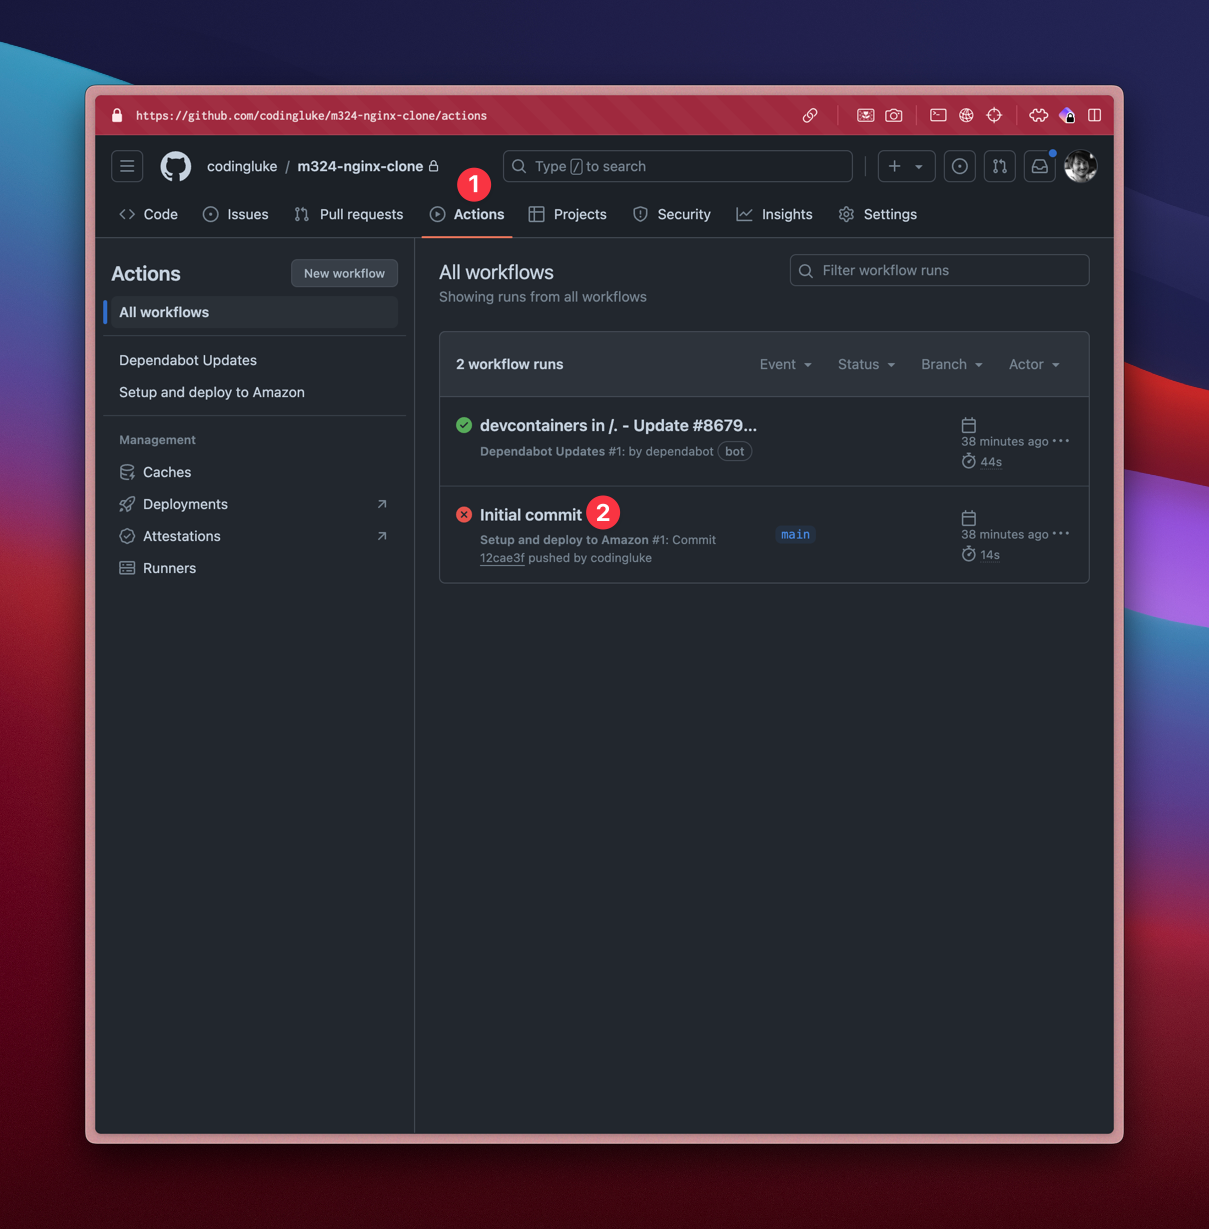 https://github.com/codingluke/m324-nginx-clone/actions
codingluke / m324-nginx-clone
Type / to search
1
Code
Issues
Pull requests
Actions
Projects
Security
Insights
Settings
Actions
New workflow
All workflows
Dependabot Updates
Setup and deploy to Amazon
Management
Caches
Deployments
Attestations
Runners
All workflows
Showing runs from all workflows
Filter workflow runs
2 workflow runs
Event
Status
Branch
Actor
devcontainers in /. - Update #8679...
Dependabot Updates #1: by dependabot bot
38 minutes ago
44s
Initial commit 2
Setup and deploy to Amazon #1: Commit
12cae3f pushed by codingluke
main
38 minutes ago
14s